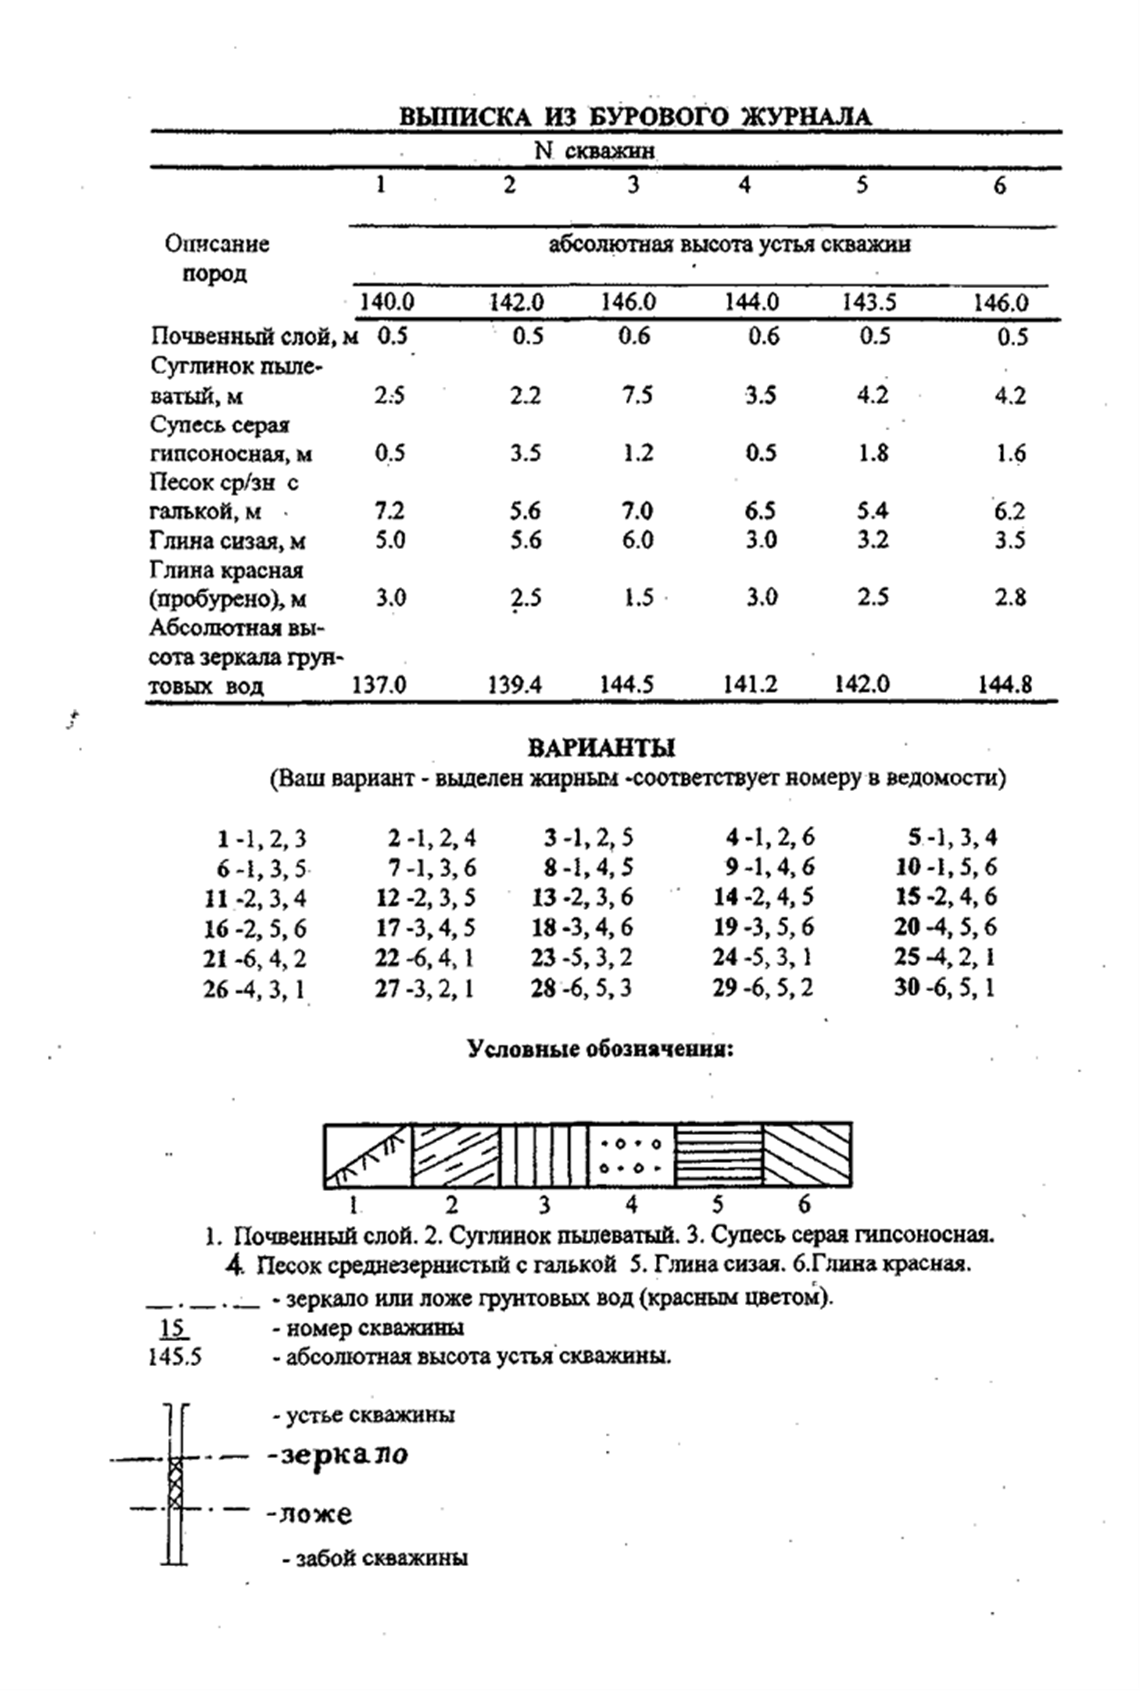 ВЫПИСКА ИЗ БУРОВОГО ЖУРНАЛА
N скважин
1 2 3 4 5 6
Описание пород
абсолютная высота устья скважин
140.0 142.0 146.0 144.0 143.5 146.0
Почвенный слой, м 0.5 0.5 0.6 0.6 0.5 0.5
Суглинок пыле-
ватый, м 2.5 2.2 7.5 3.5 4.2 4.2
Супесь серая
гипсоносная, м 0.5 3.5 1.2 0.5 1.8 1.6
Песок ср/зн с
галькой, м 7.2 5.6 7.0 6.5 5.4 6.2
Глина сизая, м 5.0 5.6 6.0 3.0 3.2 3.5
Глина красная
(пробурено), м 3.0 2.5 1.5 3.0 2.5 2.8
Абсолютная вы-
сота зеркала грун-
товых вод 137.0 139.4 144.5 141.2 142.0 144.8
ВАРИАНТЫ
(Ваш вариант - выделен жирным -соответствует номеру в ведомости)
1 -1, 2, 3 2 -1, 2, 4 3 -1, 2, 5 4 -1, 2, 6 5 -1, 3, 4
6 -1, 3, 5 7 -1, 3, 6 8 -1, 4, 5 9 -1, 4, 6 10 -1, 5, 6
11 -2, 3, 4 12 -2, 3, 5 13 -2, 3, 6 14 -2, 4, 5 15 -2, 4, 6
16 -2, 5, 6 17 -3, 4, 5 18 -3, 4, 6 19 -3, 5, 6 20 -4, 5, 6
21 -6, 4, 2 22 -6, 4, 1 23 -5, 3, 2 24 -5, 3, 1 25 -4, 2, 1
26 -4, 3, 1 27 -3, 2, 1 28 -6, 5, 3 29 -6, 5, 2 30 -6, 5, 1
Условные обозначения:
1 2 3 4 5 6
1. Почвенный слой. 2. Суглинок пылеватый. 3. Супесь серая гипсоносная.
4. Песок среднезернистый с галькой 5. Глина сизая. 6.Глина красная.
- зеркало или ложе грунтовых вод (красным цветом).
15 - номер скважины
145.5 - абсолютная высота устья скважины.
- устье скважины
-зеркало
-ложе
- забой скважины